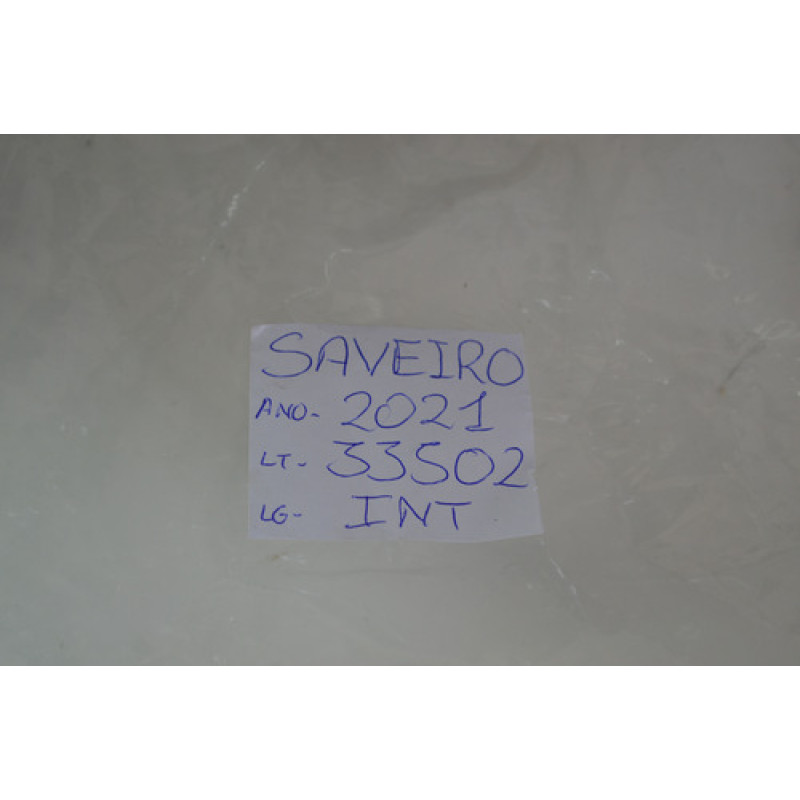 SAVEIRO
ANO- 2021
LT- 33502
LG- INT